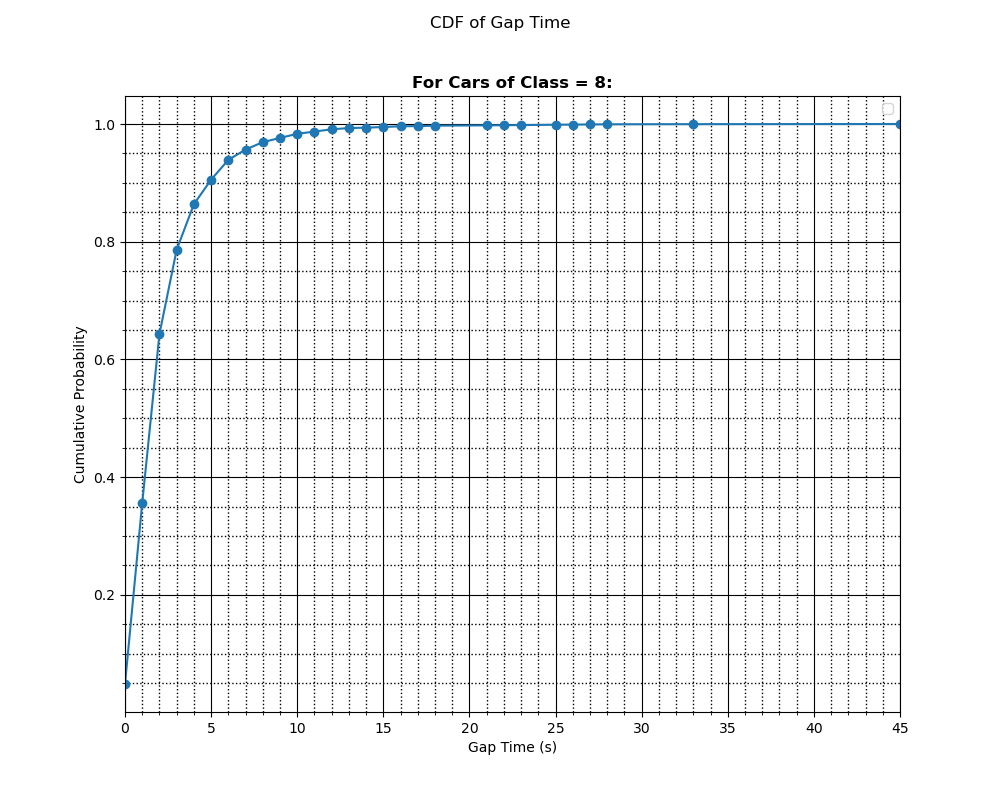 CDF of Gap Time
For Cars of Class = 8:
1.0
0.8
0.6
0.4
0.2
Cumulative Probability
0 5 10 15 20 25 30 35 40 45
Gap Time (s)